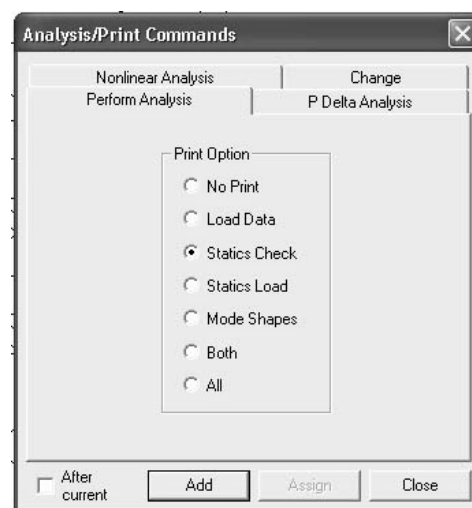 Analysis/Print Commands
Nonlinear Analysis
Change
Perform Analysis
P Delta Analysis
Print Option
No Print
Load Data
Statics Check
Statics Load
Mode Shapes
Both
All
After
current
Add
Assign
Close